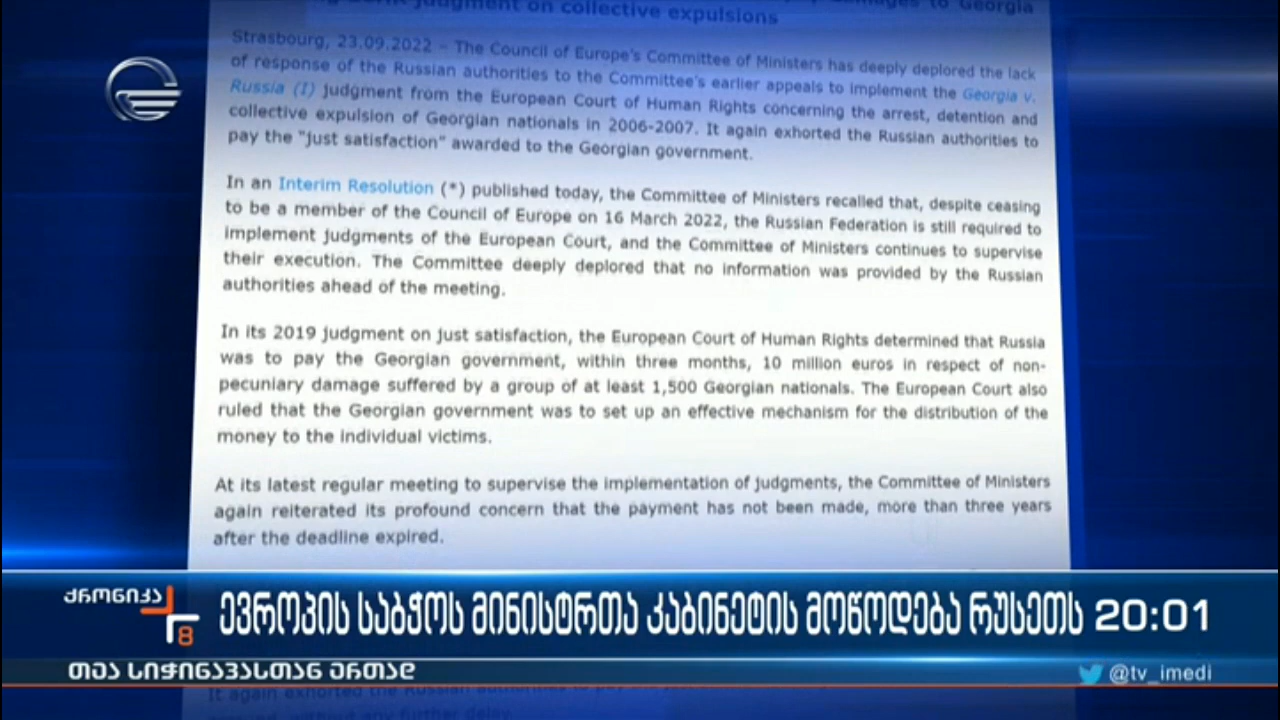 judgment on collective expulsions
Strasbourg, 23.09.2022 – The Council of Europe's Committee of Ministers has deeply deplored the lack
of response of the Russian authorities to the Committee's earlier appeals to implement the Georgia v.
Russia (I) judgment from the European Court of Human Rights concerning the arrest, detention and
collective expulsion of Georgian nationals in 2006-2007. It again exhorted the Russian authorities to
pay the "just satisfaction" awarded to the Georgian government.
In an Interim Resolution (*) published today, the Committee of Ministers recalled that, despite ceasing
to be a member of the Council of Europe on 16 March 2022, the Russian Federation is still required to
implement judgments of the European Court, and the Committee of Ministers continues to supervise
their execution. The Committee deeply deplored that no information was provided by the Russian
authorities ahead of the meeting.
In its 2019 judgment on just satisfaction, the European Court of Human Rights determined that Russia
was to pay the Georgian government, within three months, 10 million euros in respect of non-
pecuniary damage suffered by a group of at least 1,500 Georgian nationals. The European Court also
ruled that the Georgian government was to set up an effective mechanism for the distribution of the
money to the individual victims.
At its latest regular meeting to supervise the implementation of judgments, the Committee of Ministers
again reiterated its profound concern that the payment has not been made, more than three years
after the deadline expired.
ქრონიკა 8
ევროპის საბჭოს მინისტრთა კაბინეტის მოწოდება რუსეთს 20:01
თეა სიჭინავასთან ერთად @tv_imedi
It again exhorted the Russian authorities to